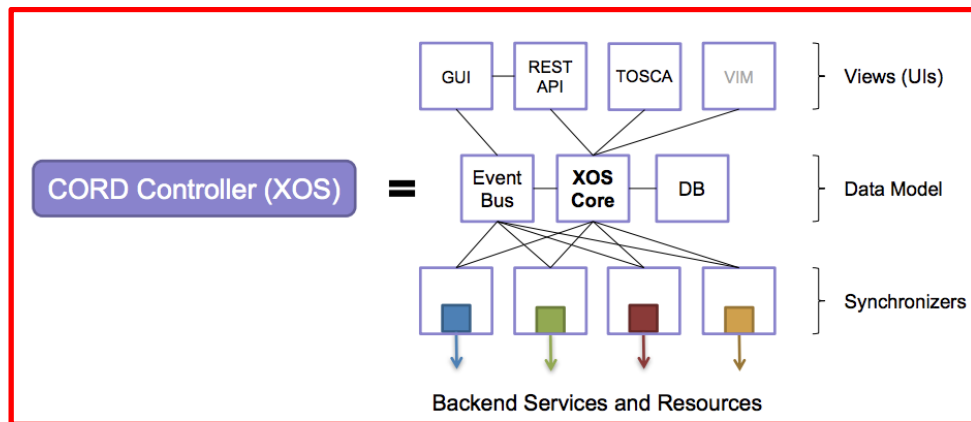 GUI
REST
API
TOSCA
VIM
Views (UIs)
CORD Controller (XOS)
=
Event
Bus
XOS
Core
DB
Data Model
Synchronizers
Backend Services and Resources